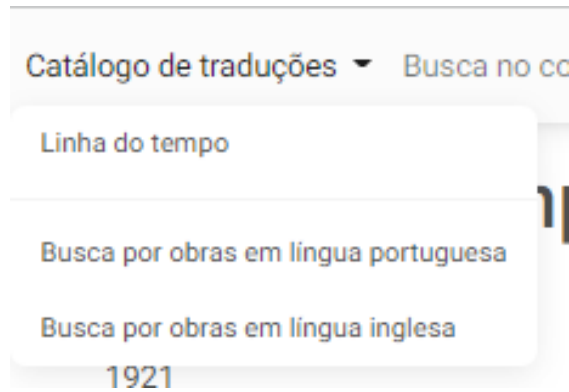 Catálogo de traduções Busca no
Linha do tempo
Busca por obras em língua portuguesa
Busca por obras em língua inglesa
1921